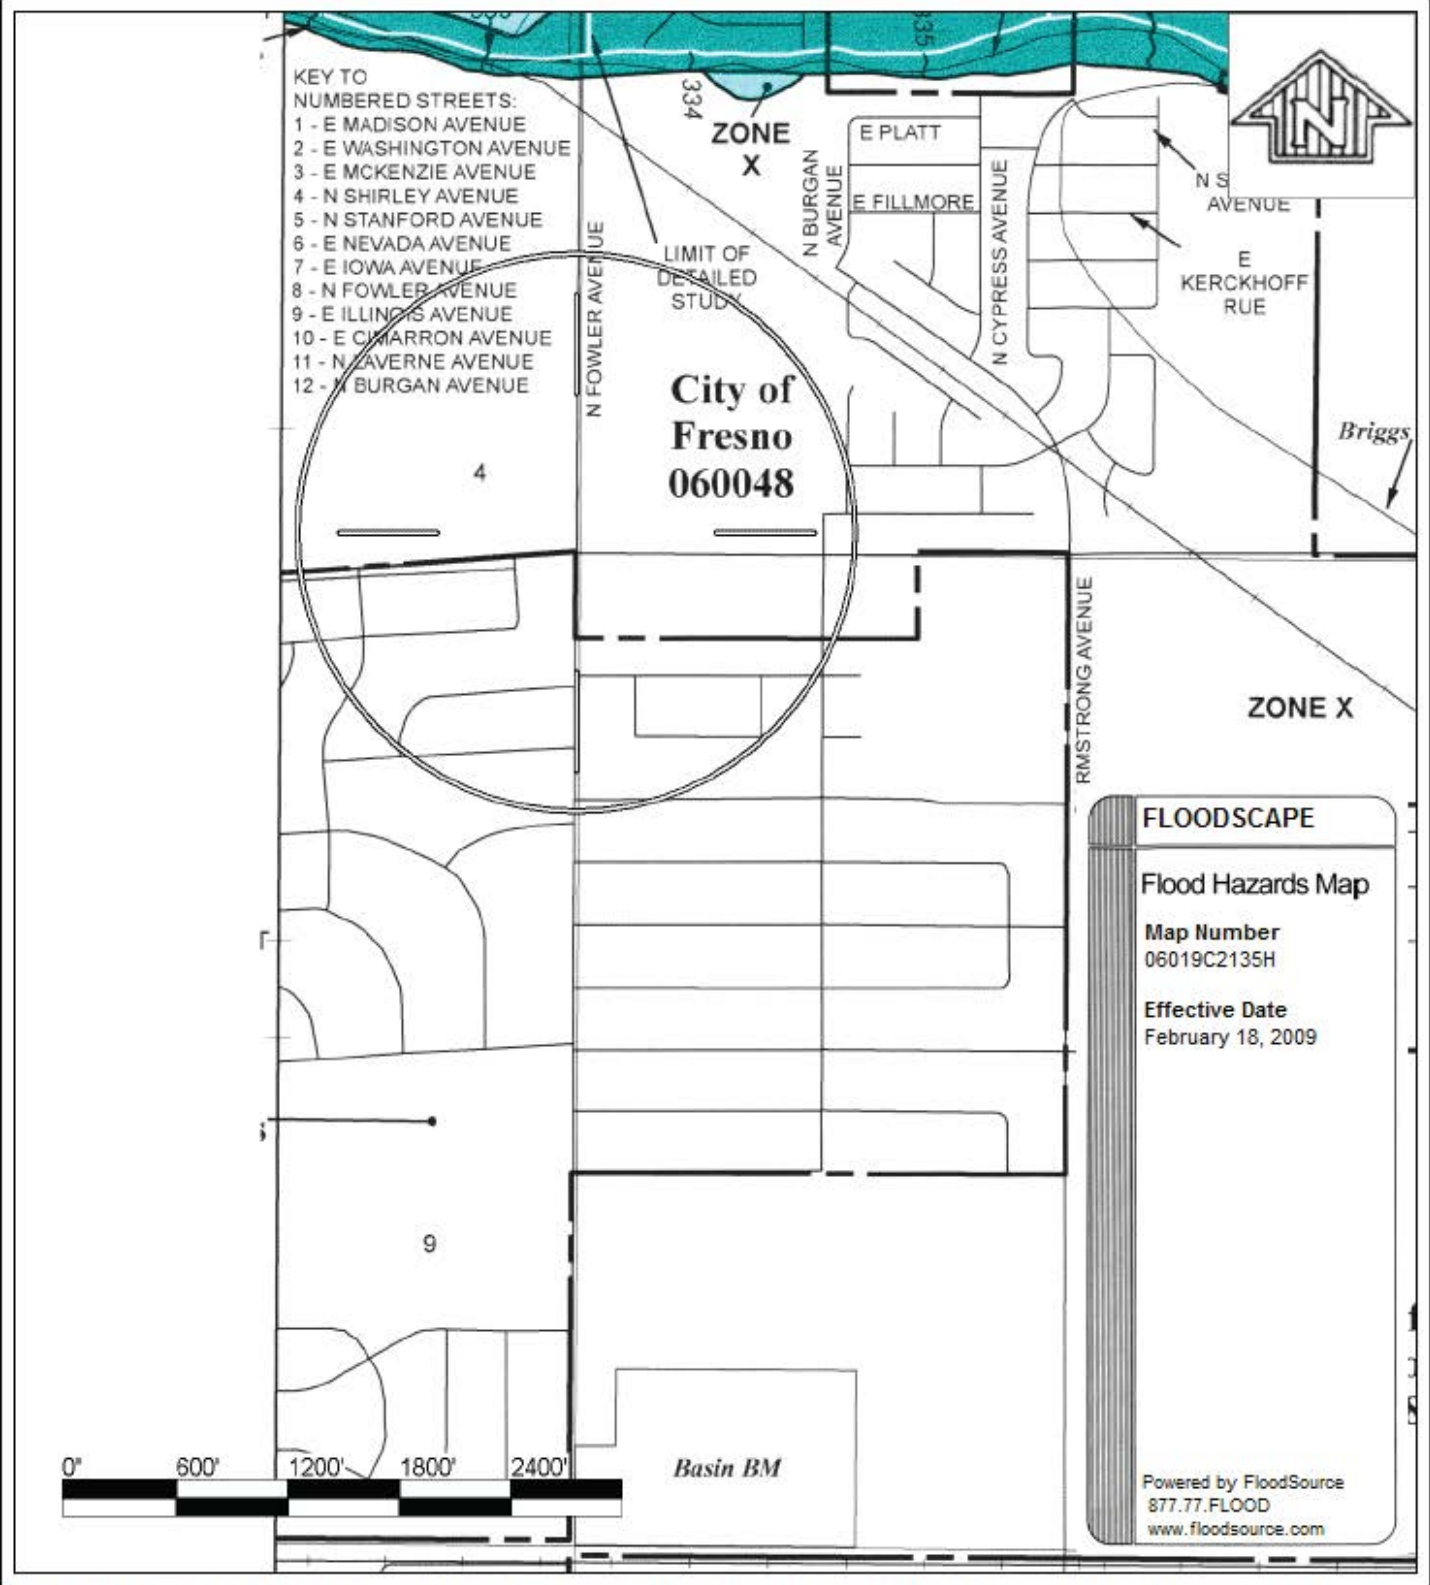 335
334
KEY TO
NUMBERED STREETS:
1 - E MADISON AVENUE
2 - E WASHINGTON AVENUE
3 - E MCKENZIE AVENUE
4 - N SHIRLEY AVENUE
5 - N STANFORD AVENUE
6 - E NEVADA AVENUE
7 - E IOWA AVENUE
8 - N FOWLER AVENUE
9 - E ILLINOIS AVENUE
10 - E CIMARRON AVENUE
11 - N LAVERNE AVENUE
12 - N BURGAN AVENUE
ZONE
X
N
E PLATT
N BURGAN
AVENUE
E FILLMORE
N CYPRESS AVENUE
N S
AVENUE
E
KERCKHOFF
RUE
LIMIT OF
DETAILED
STUDY
N FOWLER AVENUE
City of
Fresno
060048
Briggs
4
RMSTRONG AVENUE
ZONE X
FLOODSCAPE
Flood Hazards Map
Map Number
06019C2135H
Effective Date
February 18, 2009
9
Basin BM
0' 600' 1200' 1800' 2400'
Powered by FloodSource
877.77.FLOOD
www.floodsource.com